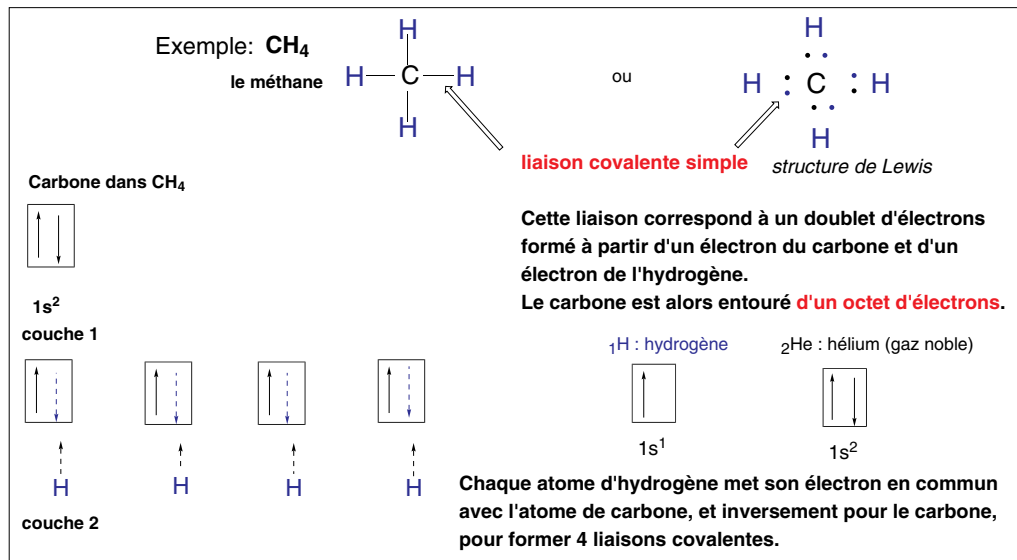 Exemple: CH4
le méthane
H
H C H
H
ou
H
H : C : H
H
liaison covalente simple
structure de Lewis
Carbone dans CH4
1s2
couche 1
Cette liaison correspond à un doublet d'électrons
formé à partir d'un électron du carbone et d'un
électron de l'hydrogène.
Le carbone est alors entouré d'un octet d'électrons.
1H : hydrogène
2He : hélium (gaz noble)
1s1
1s2
H H H H
couche 2
Chaque atome d'hydrogène met son électron en commun
avec l'atome de carbone, et inversement pour le carbone,
pour former 4 liaisons covalentes.